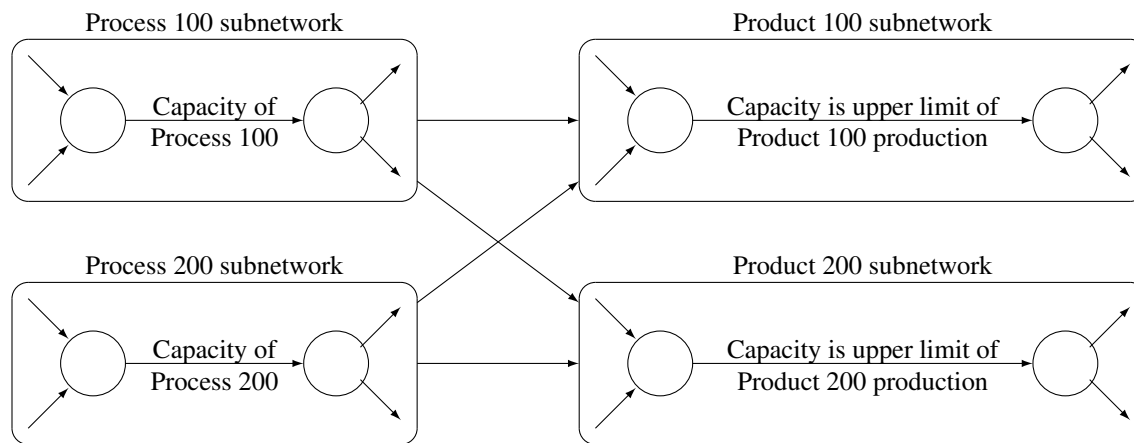 Process 100 subnetwork
Product 100 subnetwork
Capacity of
Process 100
Capacity is upper limit of
Product 100 production
Process 200 subnetwork
Product 200 subnetwork
Capacity of
Process 200
Capacity is upper limit of
Product 200 production